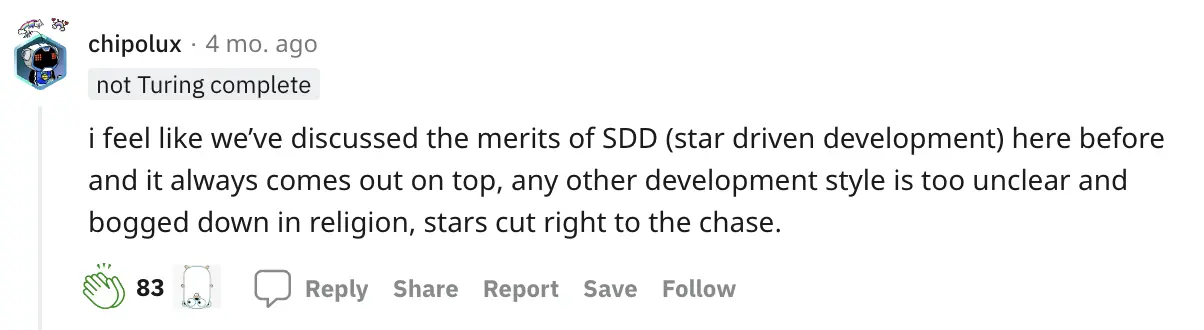 chipolux · 4 mo. ago
not Turing complete
i feel like we’ve discussed the merits of SDD (star driven development) here before
and it always comes out on top, any other development style is too unclear and
bogged down in religion, stars cut right to the chase.
83 Reply Share Report Save Follow